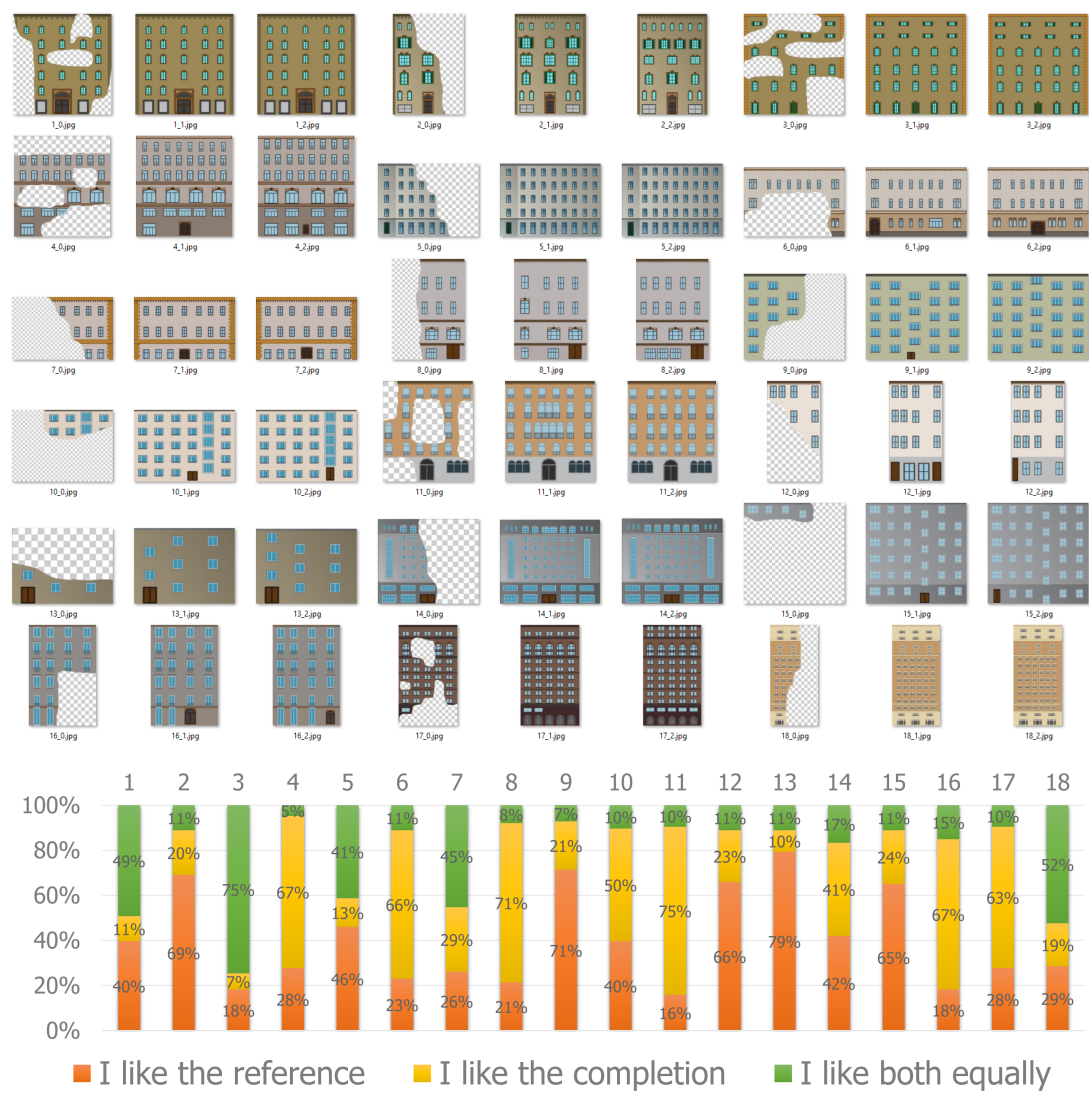 1_0.jpg 1_1.jpg 1_2.jpg 2_0.jpg 2_1.jpg 2_2.jpg 3_0.jpg 3_1.jpg 3_2.jpg
4_0.jpg 4_1.jpg 4_2.jpg 5_0.jpg 5_1.jpg 5_2.jpg 6_0.jpg 6_1.jpg 6_2.jpg
7_0.jpg 7_1.jpg 7_2.jpg 8_0.jpg 8_1.jpg 8_2.jpg 9_0.jpg 9_1.jpg 9_2.jpg
10_0.jpg 10_1.jpg 10_2.jpg 11_0.jpg 11_1.jpg 11_2.jpg 12_0.jpg 12_1.jpg 12_2.jpg
13_0.jpg 13_1.jpg 13_2.jpg 14_0.jpg 14_1.jpg 14_2.jpg 15_0.jpg 15_1.jpg 15_2.jpg
16_0.jpg 16_1.jpg 16_2.jpg 17_0.jpg 17_1.jpg 17_2.jpg 18_0.jpg 18_1.jpg 18_2.jpg
1 2 3 4 5 6 7 8 9 10 11 12 13 14 15 16 17 18
100%
80%
60%
40%
20%
0%
49% 11% 75% 5% 41% 11% 45% 8% 7% 10% 10% 11% 11% 17% 11% 15% 10% 52%
11% 20% 7% 67% 13% 66% 29% 71% 21% 50% 75% 23% 10% 41% 24% 67% 63% 19%
40% 69% 18% 28% 46% 23% 26% 21% 71% 40% 16% 66% 79% 42% 65% 18% 28% 29%
I like the reference I like the completion I like both equally